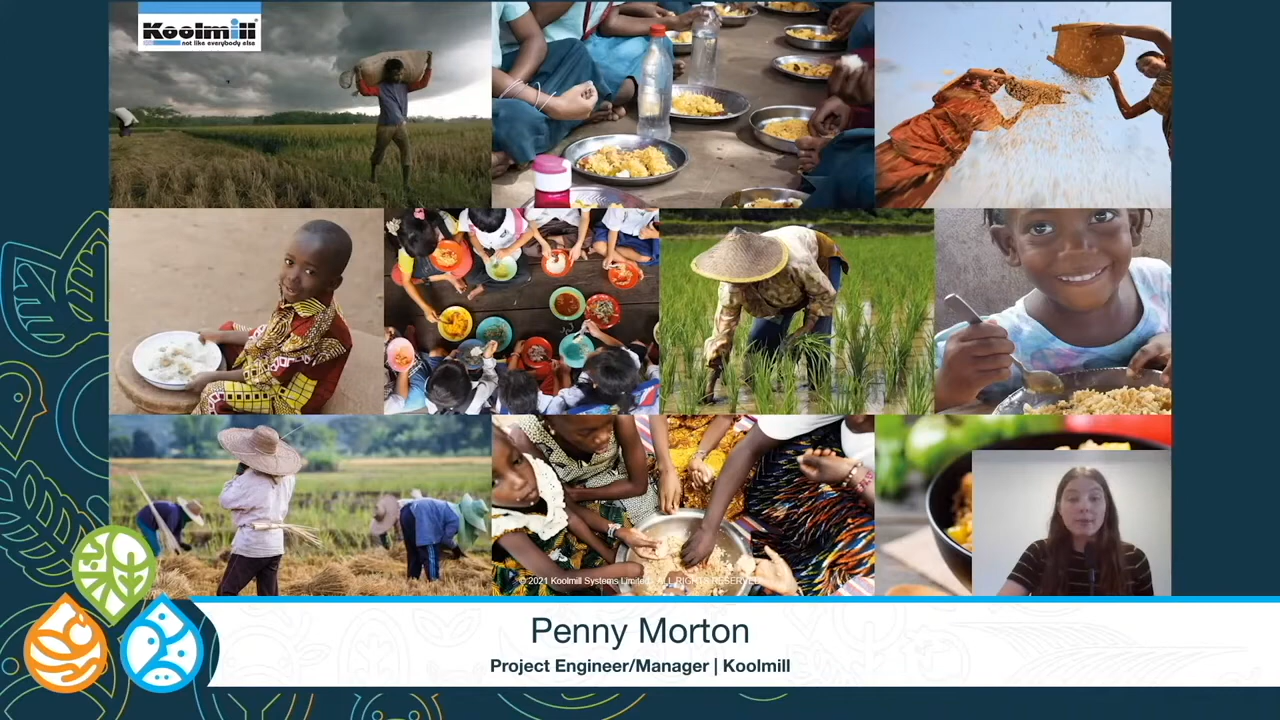 Koolmill
not like everybody else
© 2021 Koolmill Systems Limited. ALL RIGHTS RESERVED
Penny Morton
Project Engineer/Manager | Koolmill